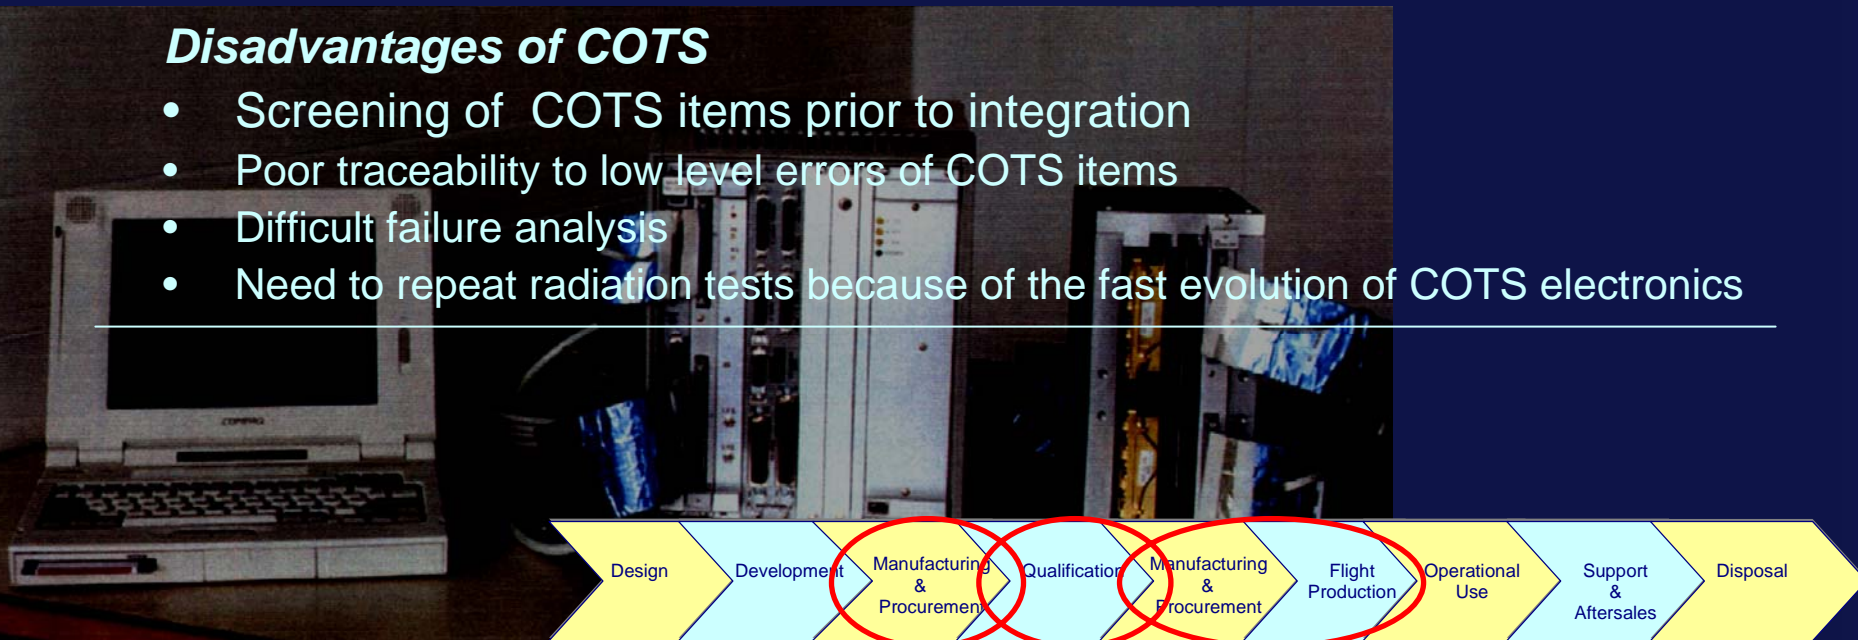 Disadvantages of COTS
• Screening of COTS items prior to integration
• Poor traceability to low level errors of COTS items
• Difficult failure analysis
• Need to repeat radiation tests because of the fast evolution of COTS electronics
COMPAQ
Design
Development
Manufacturing
&
Procurement
Qualification
Manufacturing
&
Procurement
Flight
Production
Operational
Use
Support
&
Aftersales
Disposal